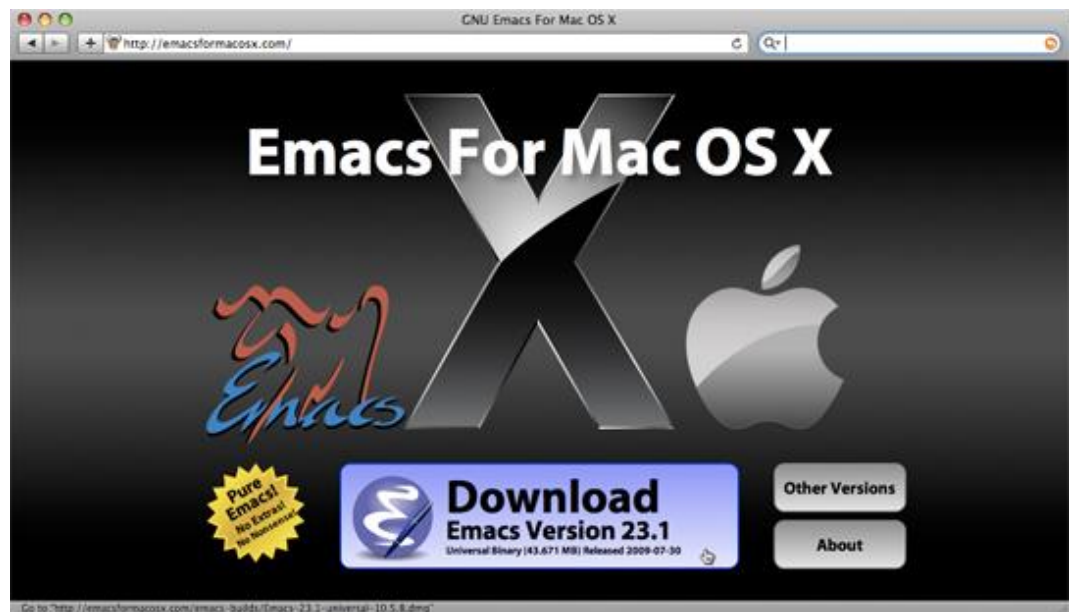 GNU Emacs For Mac OS X
http://emacsformacosx.com/
Emacs For Mac OS X
Emacs
Pure
Emacs!
No Extras!
No Nonsense!
Download
Emacs Version 23.1
Universal Binary (43.671 MB) Released 2009-07-30
Other Versions
About
Go to "http://emacsformacosx.com/emacs-builds/Emacs-23.1-universal-10.5.8.dmg"